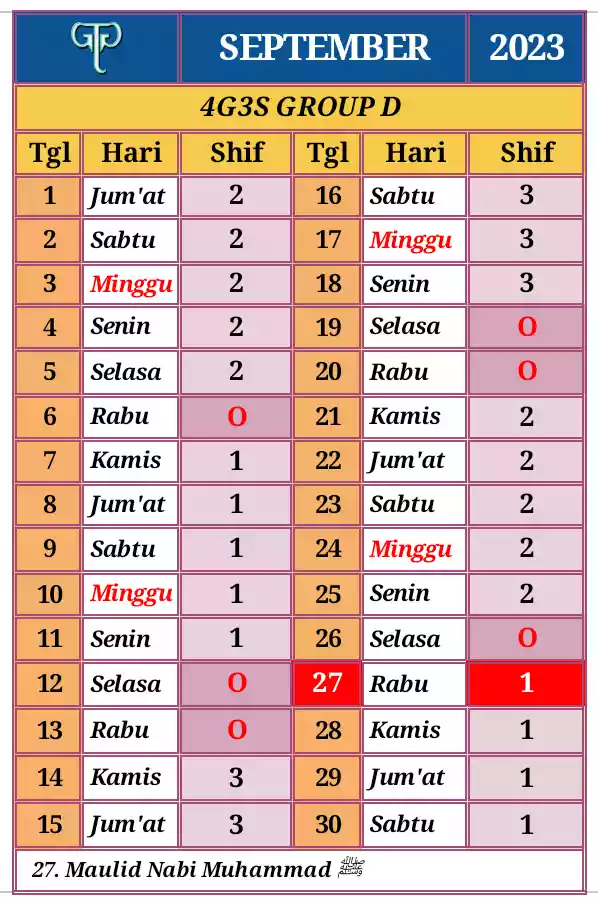 SEPTEMBER 2023
4G3S GROUP D
Tgl Hari Shif Tgl Hari Shif
1 Jum'at 2 16 Sabtu 3
2 Sabtu 2 17 Minggu 3
3 Minggu 2 18 Senin 3
4 Senin 2 19 Selasa O
5 Selasa 2 20 Rabu O
6 Rabu O 21 Kamis 2
7 Kamis 1 22 Jum'at 2
8 Jum'at 1 23 Sabtu 2
9 Sabtu 1 24 Minggu 2
10 Minggu 1 25 Senin 2
11 Senin 1 26 Selasa O
12 Selasa O 27 Rabu 1
13 Rabu O 28 Kamis 1
14 Kamis 3 29 Jum'at 1
15 Jum'at 3 30 Sabtu 1
27. Maulid Nabi Muhammad ﷺ